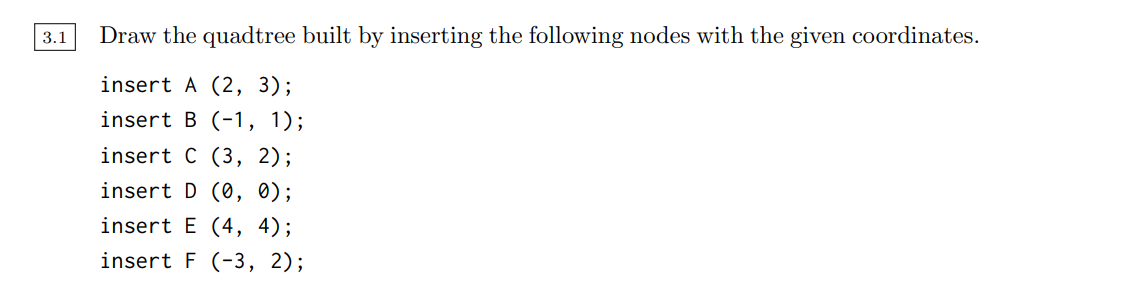 3.1 Draw the quadtree built by inserting the following nodes with the given coordinates.
insert A (2, 3);
insert B (-1, 1);
insert C (3, 2);
insert D (0, 0);
insert E (4, 4);
insert F (-3, 2);